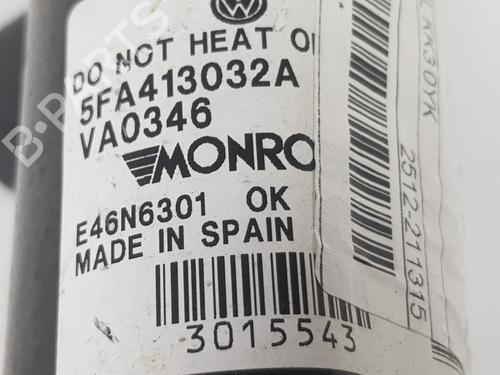 DO NOT HEAT O
5FA413032A
VA0346
MONRO
E46N6301 OK
MADE IN SPAIN
3015543
2512-211315
B-PARTS